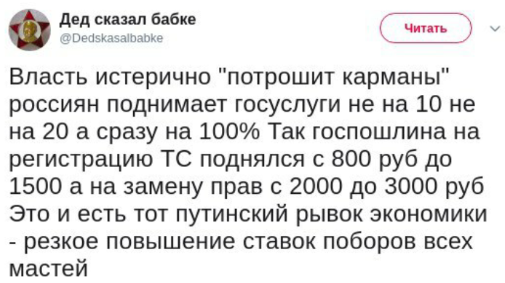 Дед сказал бабке
@Dedskasalbabke
Читать
Власть истерично "потрошит карманы"
россиян поднимает госуслуги не на 10 не
на 20 а сразу на 100% Так госпошлина на
регистрацию ТС поднялся с 800 руб до
1500 а на замену прав с 2000 до 3000 руб
Это и есть тот путинский рывок экономики
- резкое повышение ставок поборов всех
мастей